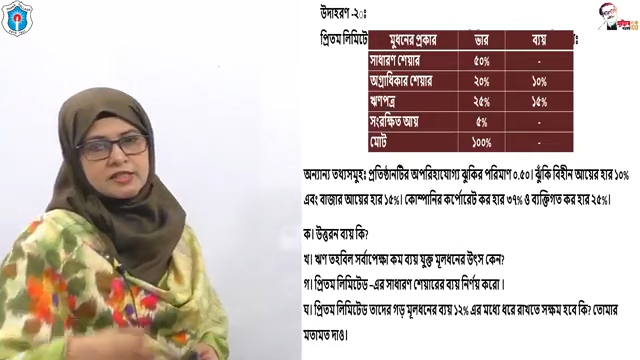 উদাহরণ -২ঃ
প্রিতম লিমিটে
মুধনের প্রকার ভার ব্যয়
সাধারণ শেয়ার ৫০% -
অগ্রাধিকার শেয়ার ২০% ১০%
ঋণপত্র ২৫% ১৫%
সংরক্ষিত আয় ৫% -
মোট ১০০% -
অন্যান্য তথ্যসমূহঃ প্রতিষ্ঠানটির অপরিহাযোগ্য ঝুকির পরিমাণ ০.৫০। ঝুঁকি বিহীন আয়ের হার ১০%
এবং বাজার আয়ের হার ১৫%। কোম্পানির কর্পোরেট কর হার ৩৭% ও ব্যক্তিগত কর হার ২৫%।
ক। উত্তরন ব্যয় কি?
খ। ঋণ তহবিল সর্বাপেক্ষা কম ব্যয় যুক্ত মূলধনের উৎস কেন?
গ। প্রিতম লিমিটেড -এর সাধারণ শেয়ারের ব্যয় নির্ণয় করো ।
ঘ। প্রিতম লিমিটেড তাদের গড় মূলধনের ব্যয় ১২% এর মধ্যে ধরে রাখতে সক্ষম হবে কি? তোমার
মতামত দাও।